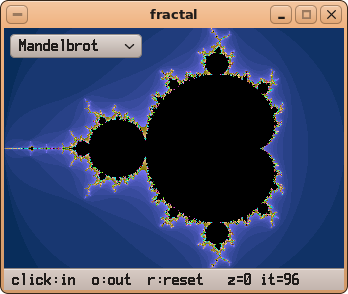 fractal
Mandelbrot
click:in o:out r:reset z=0 it=96